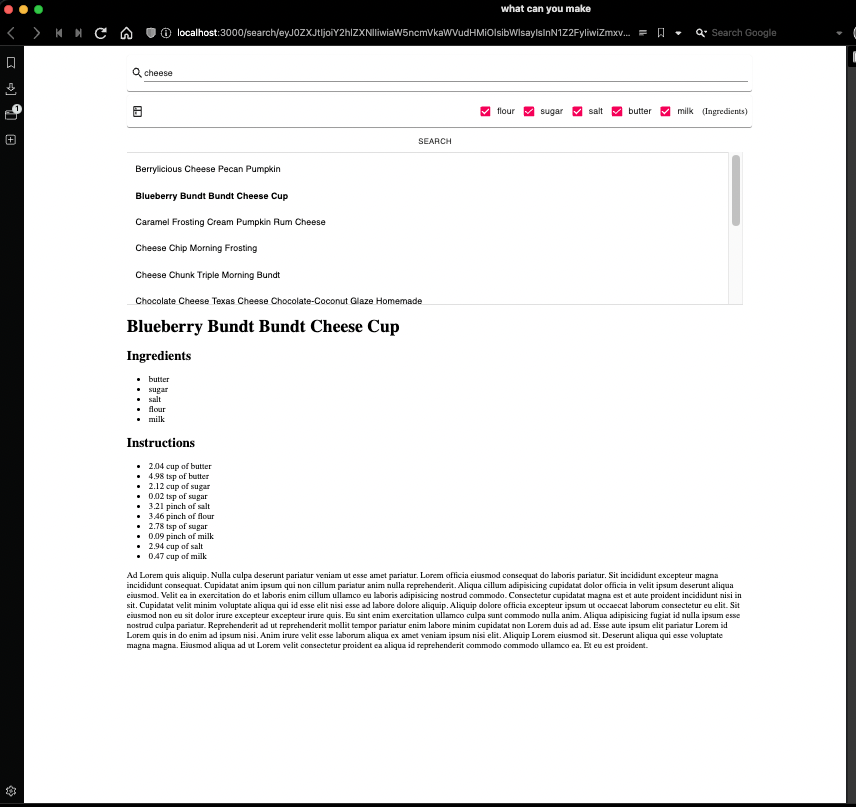 what can you make
localhost:3000/search/eyJ0ZXJtIjoiY2hlZXNlIiwiaW5ncmVkaWVudHMiOlsibWlsayIsInN1Z2FyIiwiZmxv... Search Google
1
cheese
flour sugar salt butter milk (Ingredients)
SEARCH
Berrylicious Cheese Pecan Pumpkin
Blueberry Bundt Bundt Cheese Cup
Caramel Frosting Cream Pumpkin Rum Cheese
Cheese Chip Morning Frosting
Cheese Chunk Triple Morning Bundt
Chocolate Cheese Texas Cheese Chocolate-Coconut Glaze Homemade
Blueberry Bundt Bundt Cheese Cup
Ingredients
butter
sugar
salt
flour
milk
Instructions
2.04 cup of butter
4.98 tsp of butter
2.12 cup of sugar
0.02 tsp of sugar
3.21 pinch of salt
3.46 pinch of flour
2.78 tsp of sugar
0.09 pinch of milk
2.94 cup of salt
0.47 cup of milk
Ad Lorem quis aliquip. Nulla culpa deserunt pariatur veniam ut esse amet pariatur. Lorem officia eiusmod consequat do laboris pariatur. Sit incididunt excepteur magna
incididunt consequat. Cupidatat anim ipsum qui non cillum pariatur anim nulla reprehenderit. Aliqua cillum adipisicing cupidatat dolor officia in velit ipsum deserunt aliqua
eiusmod. Velit ea in exercitation do et laboris enim cillum ullamco eu laboris adipisicing nostrud commodo. Consectetur cupidatat magna est et aute proident incididunt nisi in
sit. Cupidatat velit minim voluptate aliqua qui id esse elit nisi esse ad labore dolore aliquip. Aliquip dolore officia excepteur ipsum ut occaecat laborum consectetur eu elit. Sit
eiusmod non eu sit dolor irure excepteur excepteur irure quis. Eu sint enim exercitation ullamco culpa sunt commodo nulla anim. Aliqua adipisicing fugiat id nulla ipsum esse
nostrud culpa pariatur. Reprehenderit ad ut reprehenderit mollit tempor pariatur enim labore minim cupidatat non Lorem duis ad ad. Esse aute ipsum elit pariatur Lorem id
Lorem quis in do enim ad ipsum nisi. Anim irure velit esse laborum aliqua ex amet veniam ipsum nisi elit. Aliquip Lorem eiusmod sit. Deserunt aliqua qui esse voluptate
magna magna. Eiusmod aliqua ad ut Lorem velit consectetur proident ea aliqua id reprehenderit commodo commodo ullamco ea. Et eu est proident.